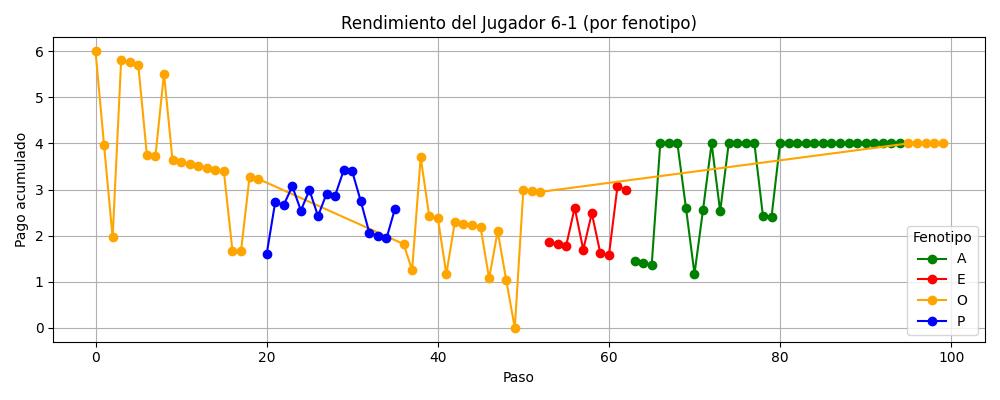 Rendimiento del Jugador 6-1 (por fenotipo)
Pago acumulado
6
5
4
3
2
1
0
0 20 40 60 80 100
Paso
Fenotipo
A
E
O
P